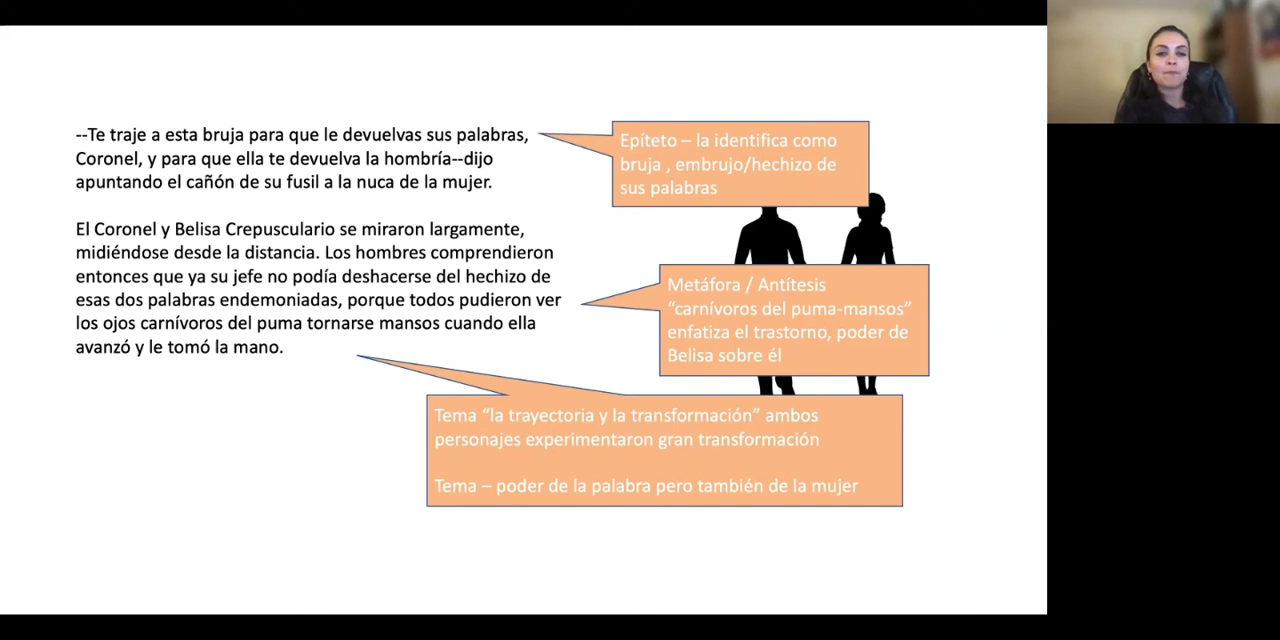 --Te traje a esta bruja para que le devuelvas sus palabras,
Coronel, y para que ella te devuelva la hombría--dijo
apuntando el cañón de su fusil a la nuca de la mujer.
El Coronel y Belisa Crepusculario se miraron largamente,
midiéndose desde la distancia. Los hombres comprendieron
entonces que ya su jefe no podía deshacerse del hechizo de
esas dos palabras endemoniadas, porque todos pudieron ver
los ojos carnívoros del puma tornarse mansos cuando ella
avanzó y le tomó la mano.
Epíteto – la identifica como
bruja , embrujo/hechizo de
sus palabras
Metáfora / Antítesis
“carnívoros del puma-mansos”
enfatiza el trastorno, poder de
Belisa sobre él
Tema “la trayectoria y la transformación” ambos
personajes experimentaron gran transformación
Tema – poder de la palabra pero también de la mujer